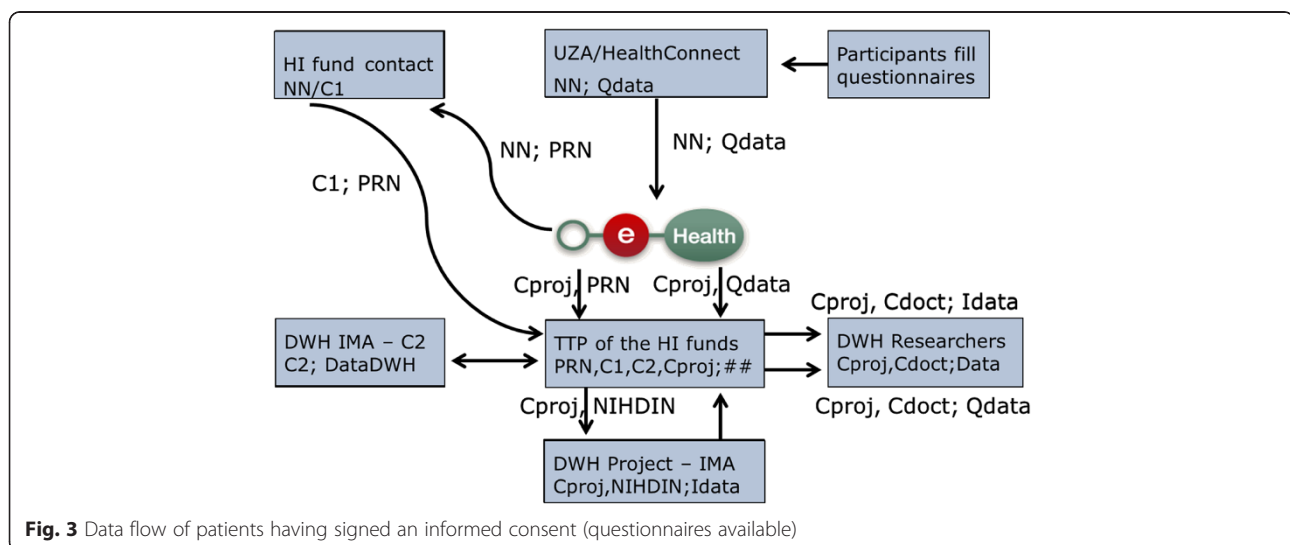 HI fund contact
NN/C1
UZA/HealthConnect
NN; Qdata
Participants fill
questionnaires
NN; PRN
NN; Qdata
C1; PRN
e Health
Cproj, PRN
Cproj, Qdata
Cproj, Cdoct; Idata
DWH IMA – C2
C2; DataDWH
TTP of the HI funds
PRN,C1,C2,Cproj;##
DWH Researchers
Cproj,Cdoct;Data
Cproj, NIHDIN
Cproj, Cdoct; Qdata
DWH Project – IMA
Cproj,NIHDIN;Idata
Fig. 3 Data flow of patients having signed an informed consent (questionnaires available)